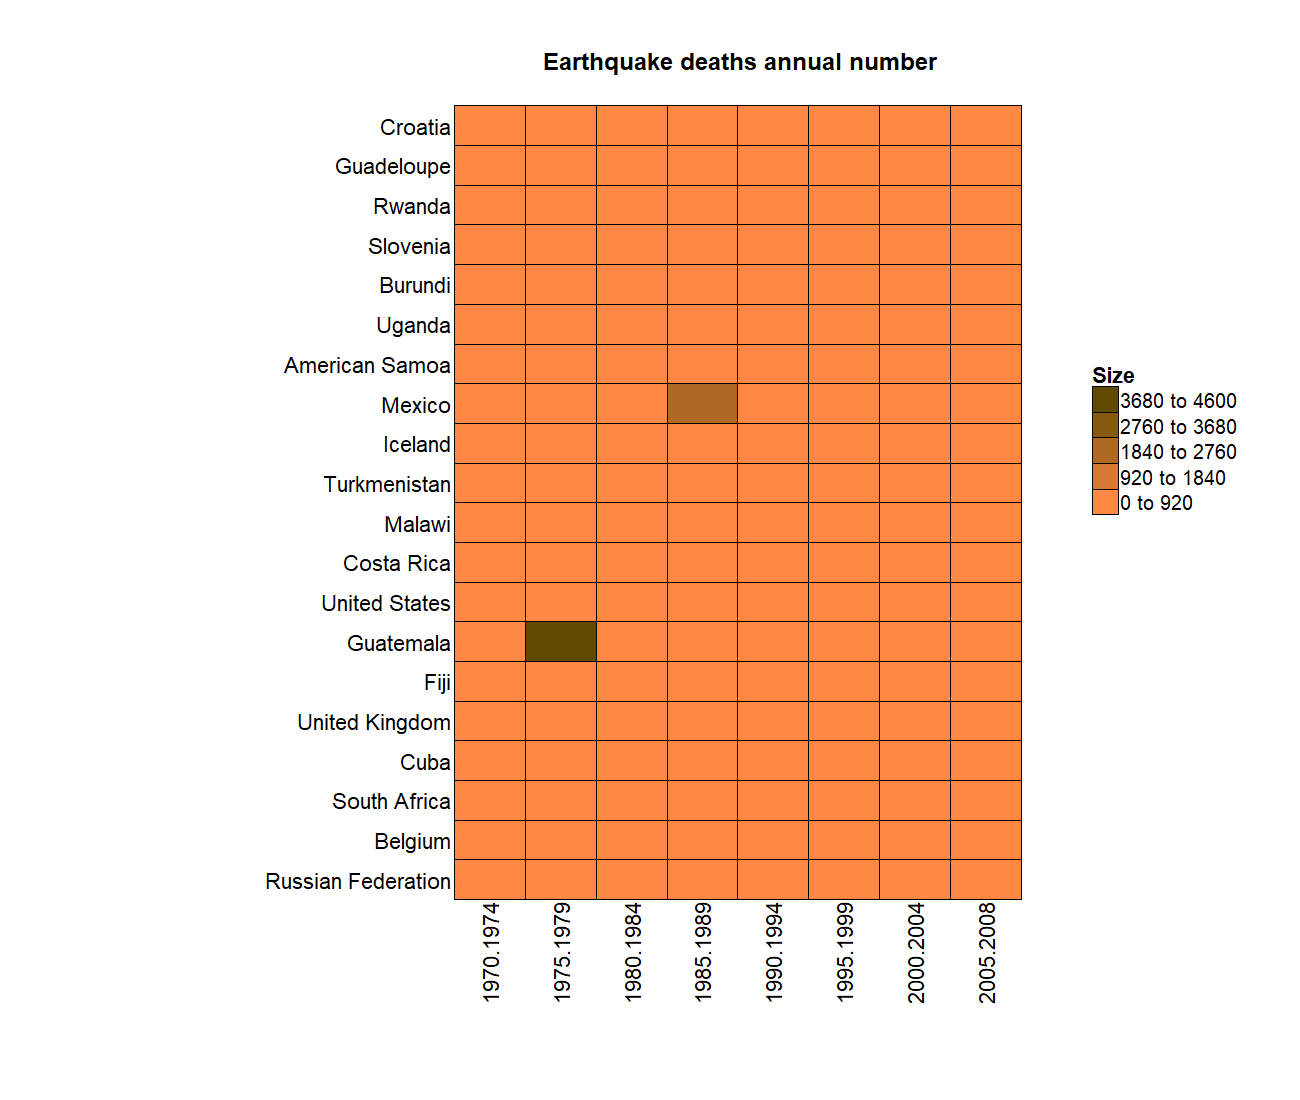 Earthquake deaths annual number
Croatia
Guadeloupe
Rwanda
Slovenia
Burundi
Uganda
American Samoa
Mexico
Iceland
Turkmenistan
Malawi
Costa Rica
United States
Guatemala
Fiji
United Kingdom
Cuba
South Africa
Belgium
Russian Federation
1970.1974
1975.1979
1980.1984
1985.1989
1990.1994
1995.1999
2000.2004
2005.2008
Size
3680 to 4600
2760 to 3680
1840 to 2760
920 to 1840
0 to 920